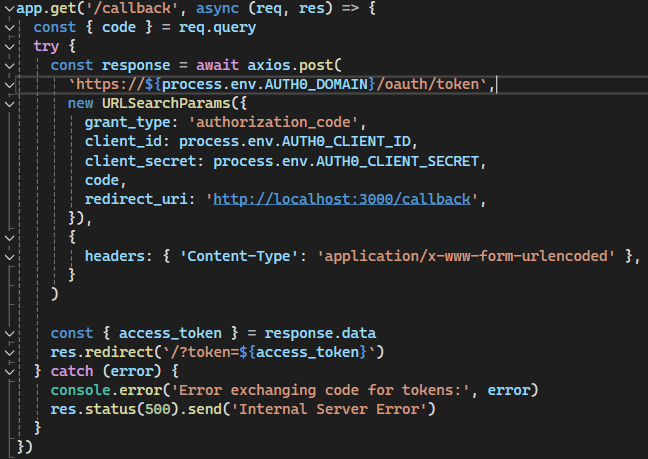 app.get('/callback', async (req, res) => {
  const { code } = req.query
  try {
    const response = await axios.post(
      `https://${process.env.AUTH0_DOMAIN}/oauth/token`,
      new URLSearchParams({
        grant_type: 'authorization_code',
        client_id: process.env.AUTH0_CLIENT_ID,
        client_secret: process.env.AUTH0_CLIENT_SECRET,
        code,
        redirect_uri: 'http://localhost:3000/callback',
      }),
      {
        headers: { 'Content-Type': 'application/x-www-form-urlencoded' },
      }
    )

    const { access_token } = response.data
    res.redirect(`/?token=${access_token}`)
  } catch (error) {
    console.error('Error exchanging code for tokens:', error)
    res.status(500).send('Internal Server Error')
  }
})